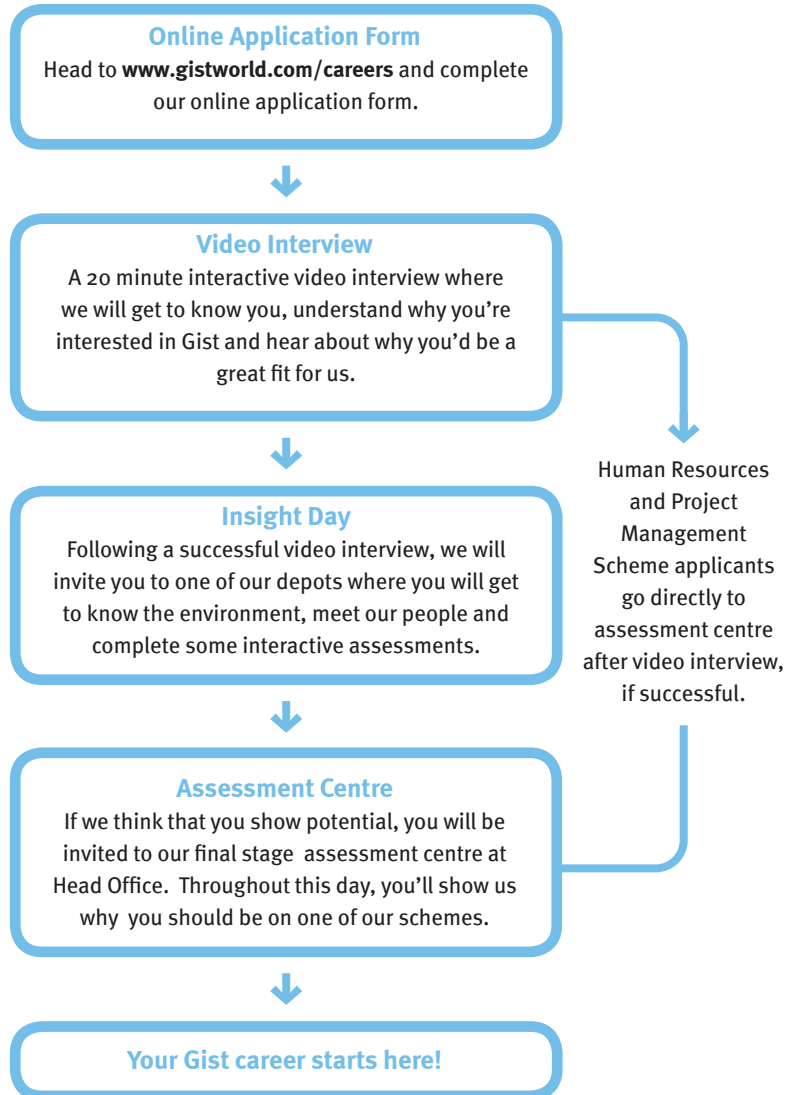 Online Application Form
Head to www.gistworld.com/careers and complete
our online application form.
Video Interview
A 20 minute interactive video interview where
we will get to know you, understand why you're
interested in Gist and hear about why you'd be a
great fit for us.
Human Resources
and Project
Management
Scheme applicants
go directly to
assessment centre
after video interview,
if successful.
Insight Day
Following a successful video interview, we will
invite you to one of our depots where you will get
to know the environment, meet our people and
complete some interactive assessments.
Assessment Centre
If we think that you show potential, you will be
invited to our final stage assessment centre at
Head Office. Throughout this day, you'll show us
why you should be on one of our schemes.
Your Gist career starts here!